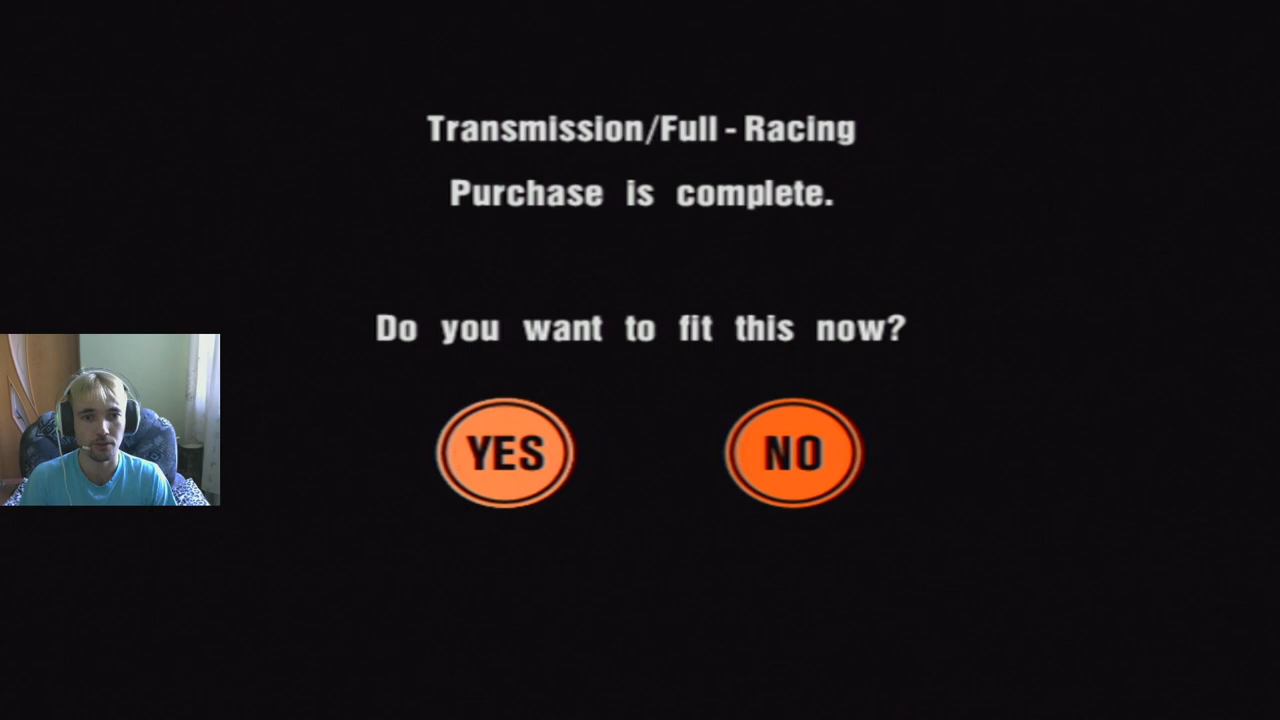 Transmission/Full - Racing
Purchase is complete.
Do you want to fit this now?
YES NO